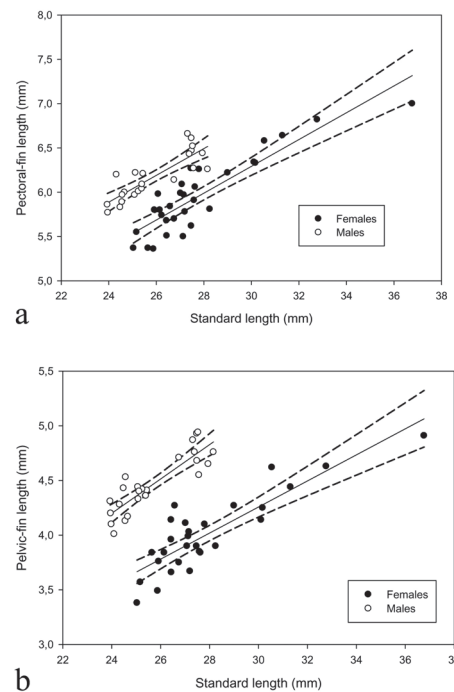 8,0
7,5
7,0
6,5
6,0
5,5
5,0
Pectoral-fin length (mm)
Females
Males
22 24 26 28 30 32 34 36 38
Standard length (mm)
a
5,5
5,0
4,5
4,0
3,5
3,0
Pelvic-fin length (mm)
Females
Males
22 24 26 28 30 32 34 36
Standard length (mm)
b